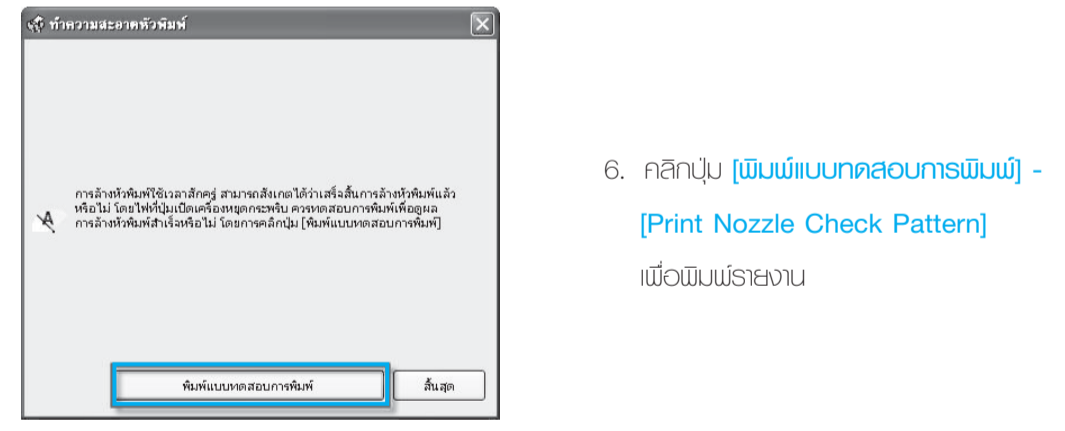 ทำความสะอาดหัวพิมพ์
การล้างหัวพิมพ์ใช้เวลาสักครู่ สามารถสังเกตได้ว่าเสร็จสิ้นการล้างหัวพิมพ์แล้ว
หรือไม่ โดยไฟที่ปุ่มเปิดเครื่องหยุดกระพริบ ควรทดสอบการพิมพ์เพื่อดูผล
การล้างหัวพิมพ์สำเร็จหรือไม่ โดยการคลิกปุ่ม [พิมพ์แบบทดสอบการพิมพ์]
พิมพ์แบบทดสอบการพิมพ์
สิ้นสุด
6. คลิกปุ่ม [พิมพ์แบบทดสอบการพิมพ์] -
[Print Nozzle Check Pattern]
เพื่อพิมพ์รายงาน